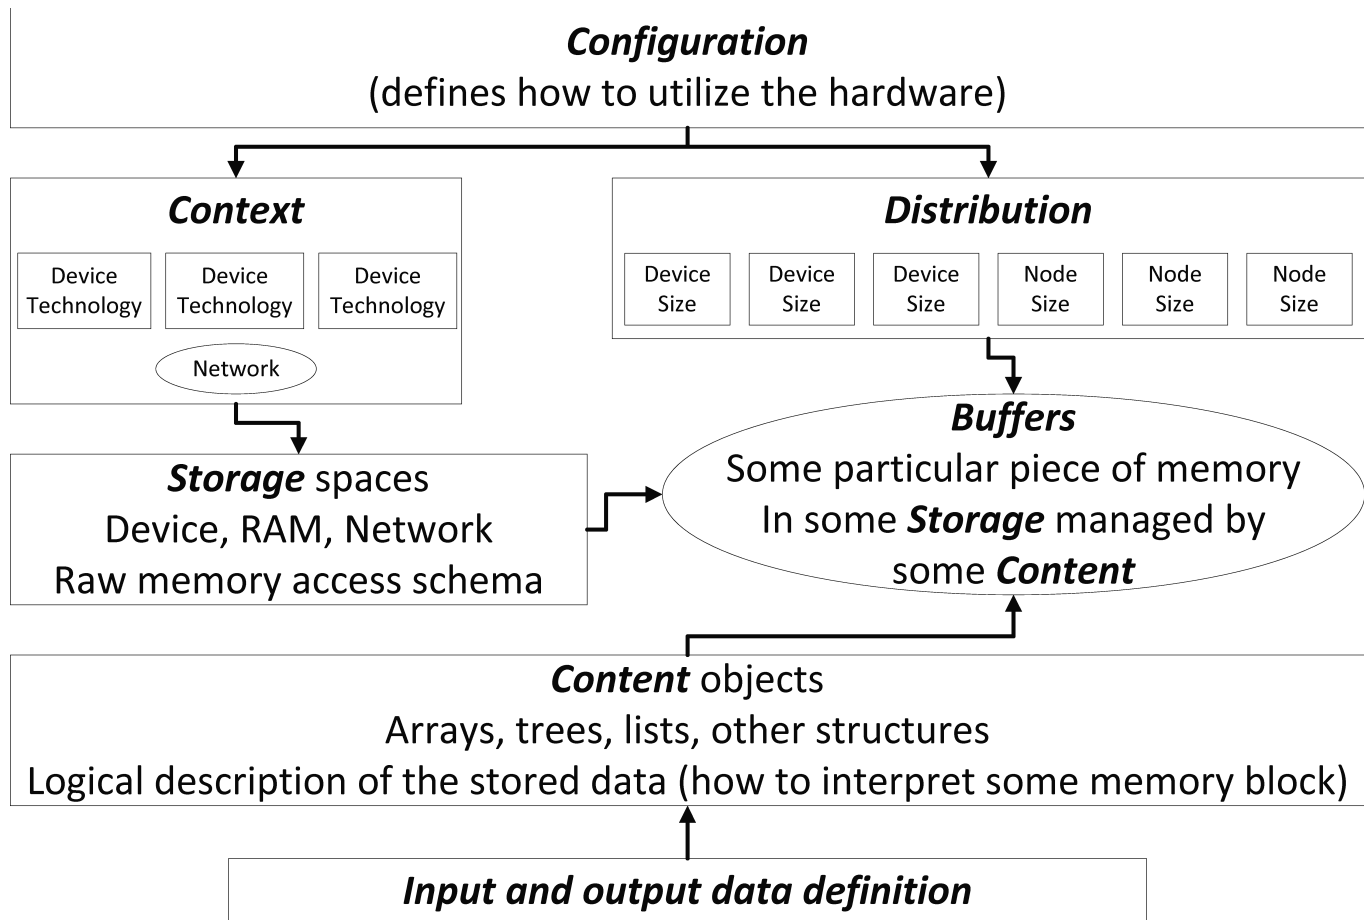 Configuration
(defines how to utilize the hardware)
Context
Device Technology
Device Technology
Device Technology
Network
Distribution
Device Size
Device Size
Device Size
Node Size
Node Size
Node Size
Storage spaces
Device, RAM, Network
Raw memory access schema
Buffers
Some particular piece of memory
In some Storage managed by
some Content
Content objects
Arrays, trees, lists, other structures
Logical description of the stored data (how to interpret some memory block)
Input and output data definition